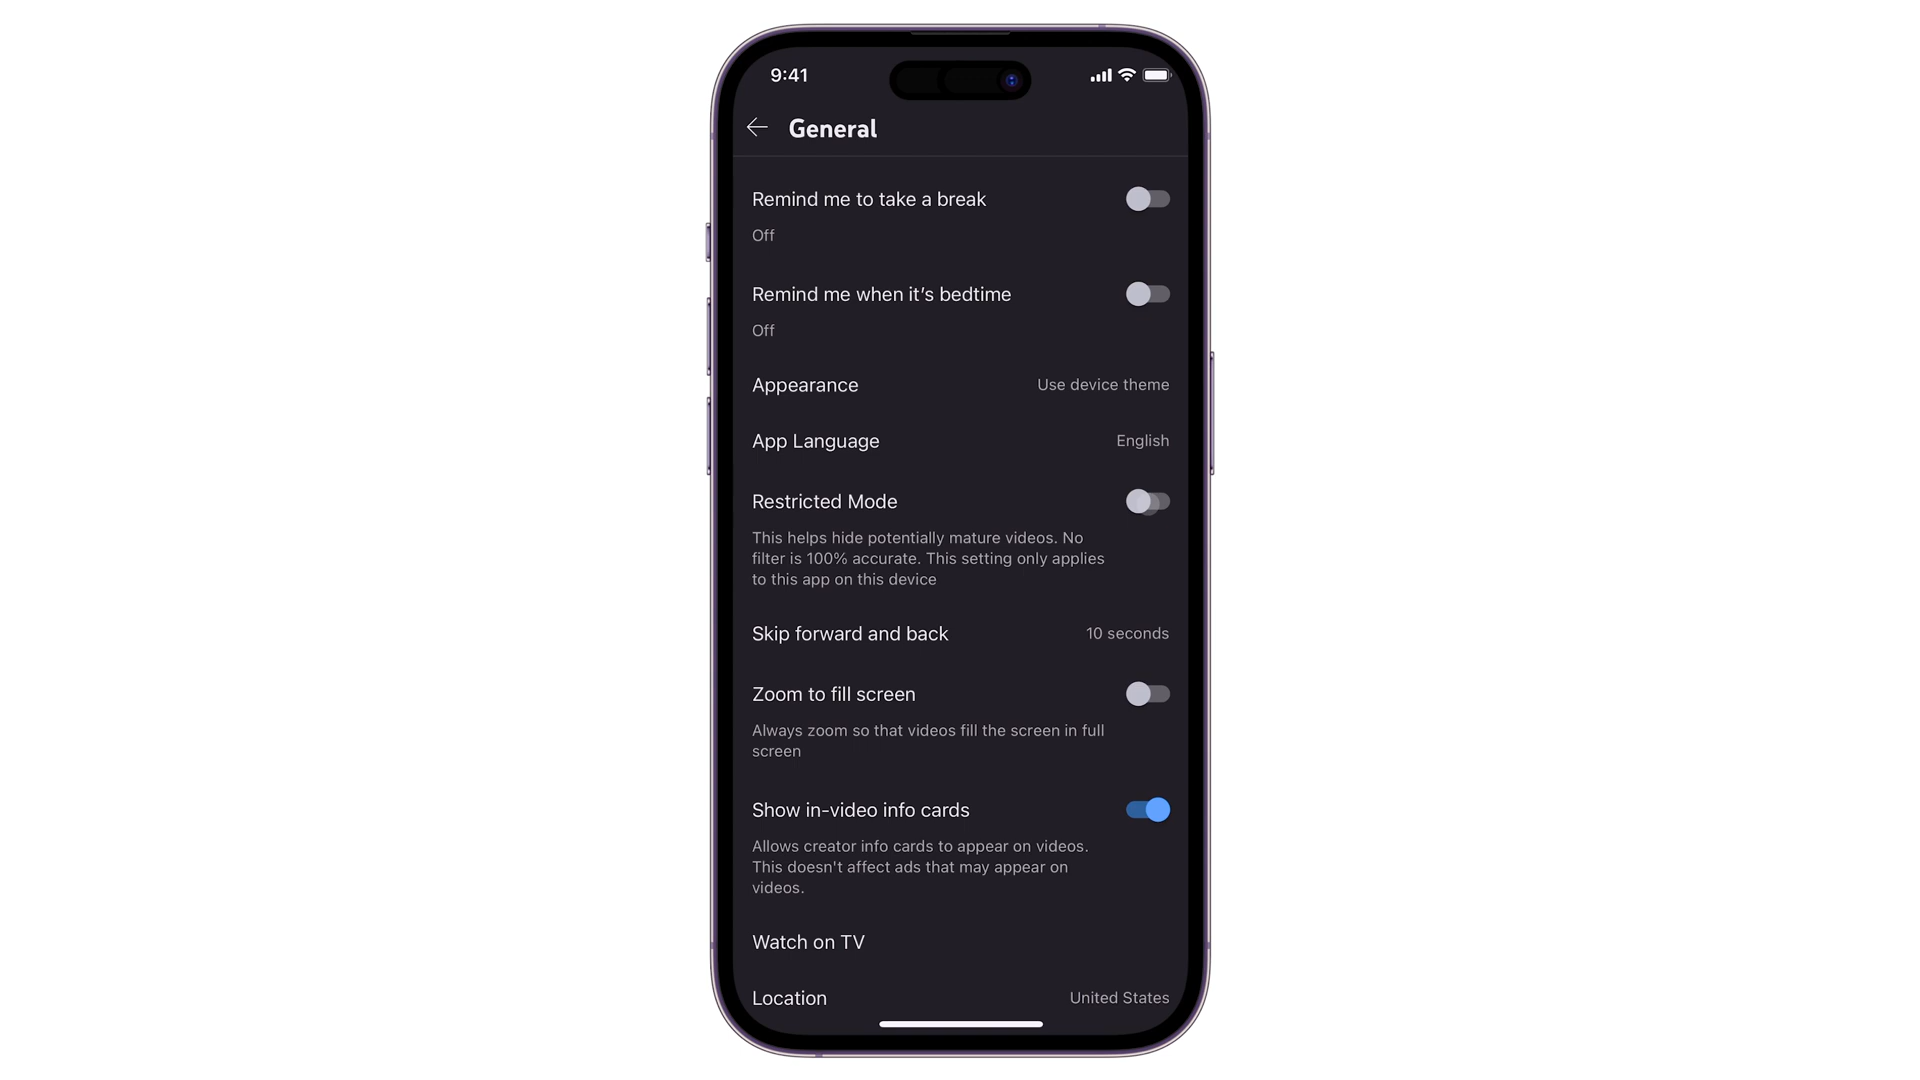 9:41
General
Remind me to take a break
Off
Remind me when it’s bedtime
Off
Appearance Use device theme
App Language English
Restricted Mode
This helps hide potentially mature videos. No
filter is 100% accurate. This setting only applies
to this app on this device
Skip forward and back 10 seconds
Zoom to fill screen
Always zoom so that videos fill the screen in full
screen
Show in-video info cards
Allows creator info cards to appear on videos.
This doesn't affect ads that may appear on
videos.
Watch on TV
Location United States